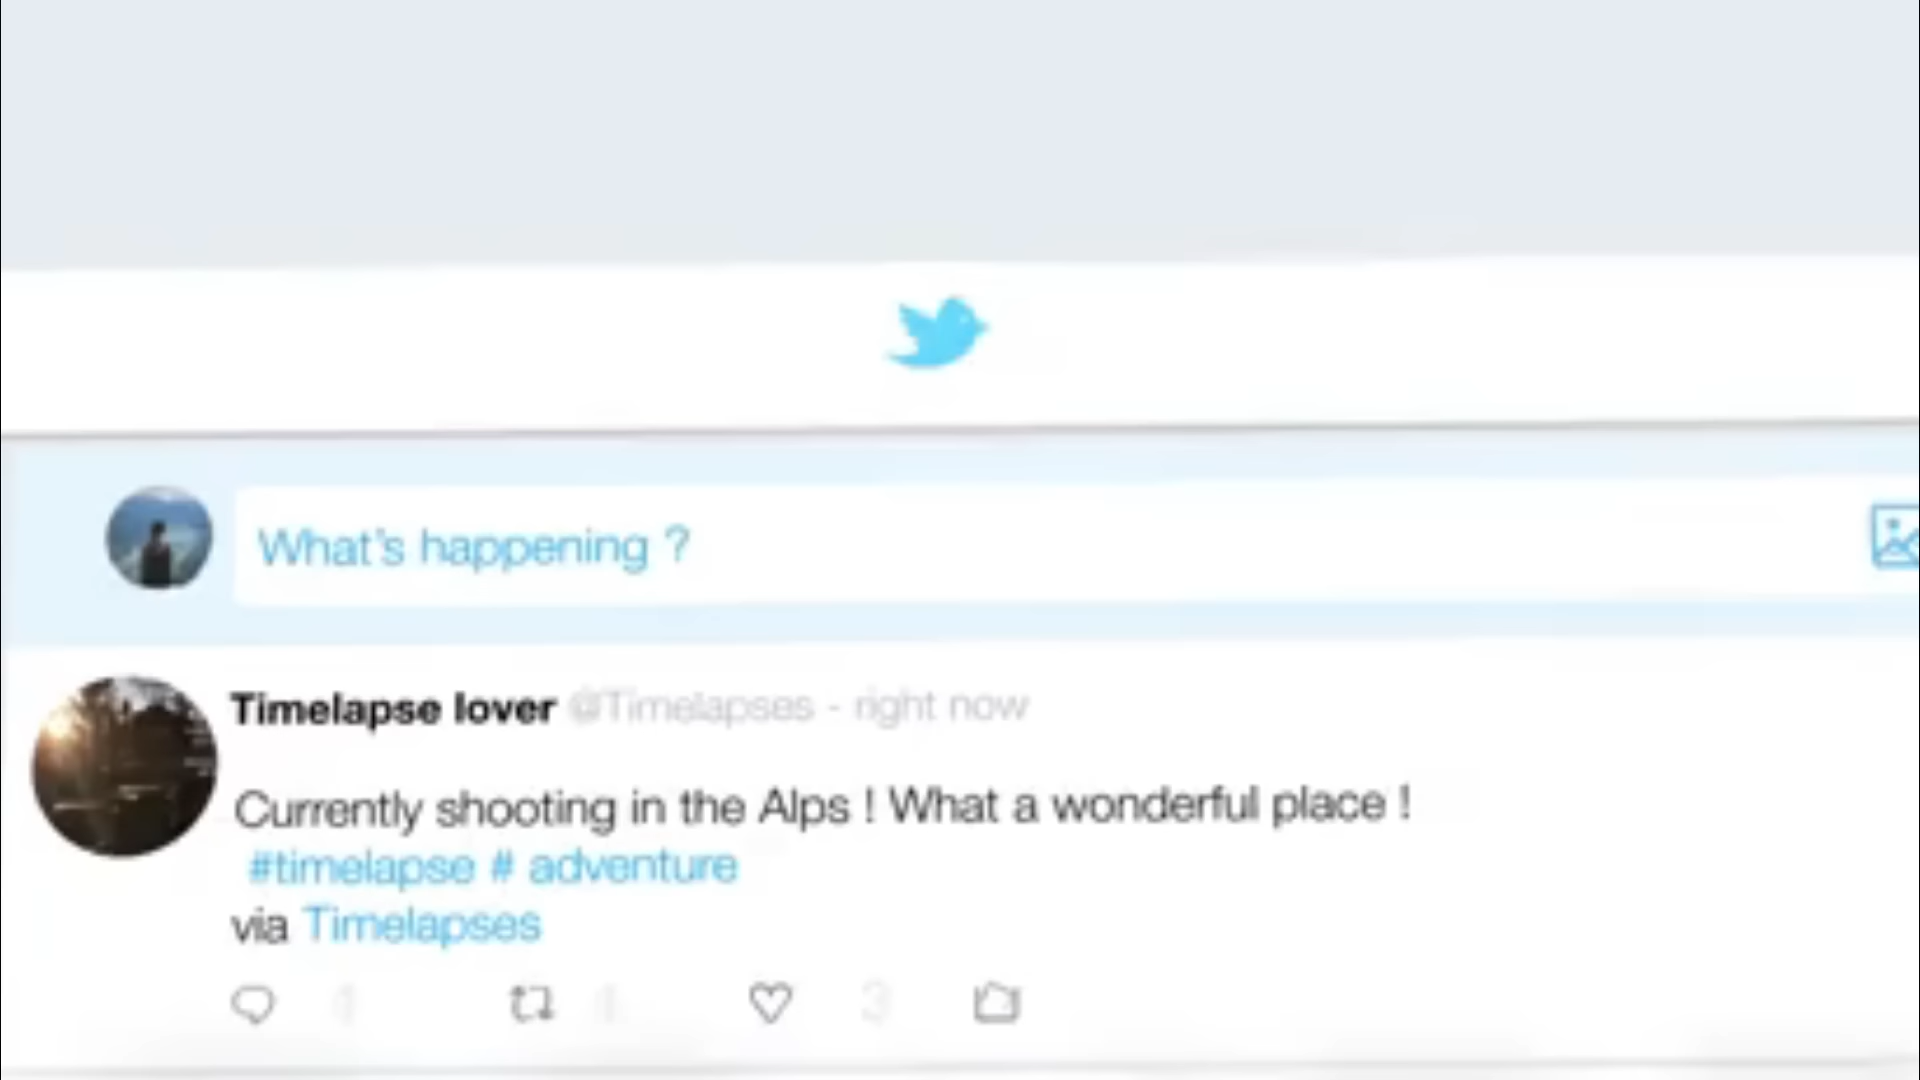 What's happening ?
Timelapse lover @Timelapses - right now
Currently shooting in the Alps ! What a wonderful place !
#timelapse # adventure
via Timelapses
3